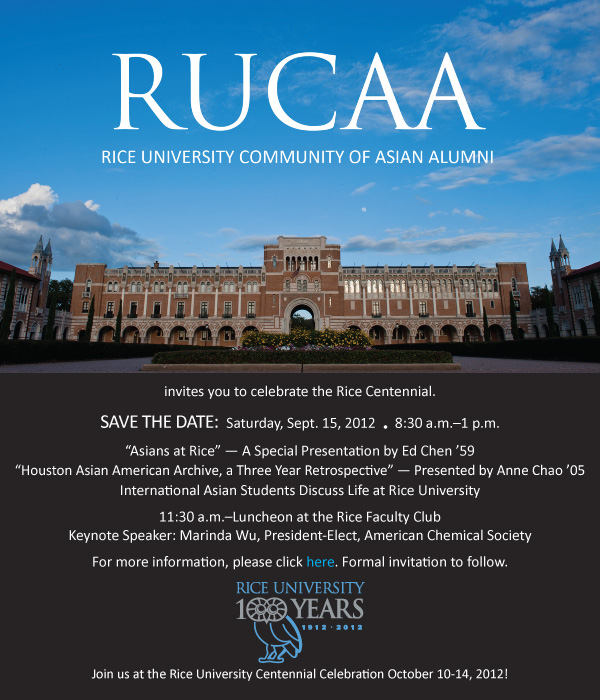 RUCAA
RICE UNIVERSITY COMMUNITY OF ASIAN ALUMNI
invites you to celebrate the Rice Centennial.
SAVE THE DATE: Saturday, Sept. 15, 2012 • 8:30 a.m.–1 p.m.
“Asians at Rice” — A Special Presentation by Ed Chen ’59
“Houston Asian American Archive, a Three Year Retrospective” — Presented by Anne Chao ’05
International Asian Students Discuss Life at Rice University
11:30 a.m.–Luncheon at the Rice Faculty Club
Keynote Speaker: Marinda Wu, President-Elect, American Chemical Society
For more information, please click here. Formal invitation to follow.
RICE UNIVERSITY
100 YEARS
1912 · 2012
Join us at the Rice University Centennial Celebration October 10-14, 2012!